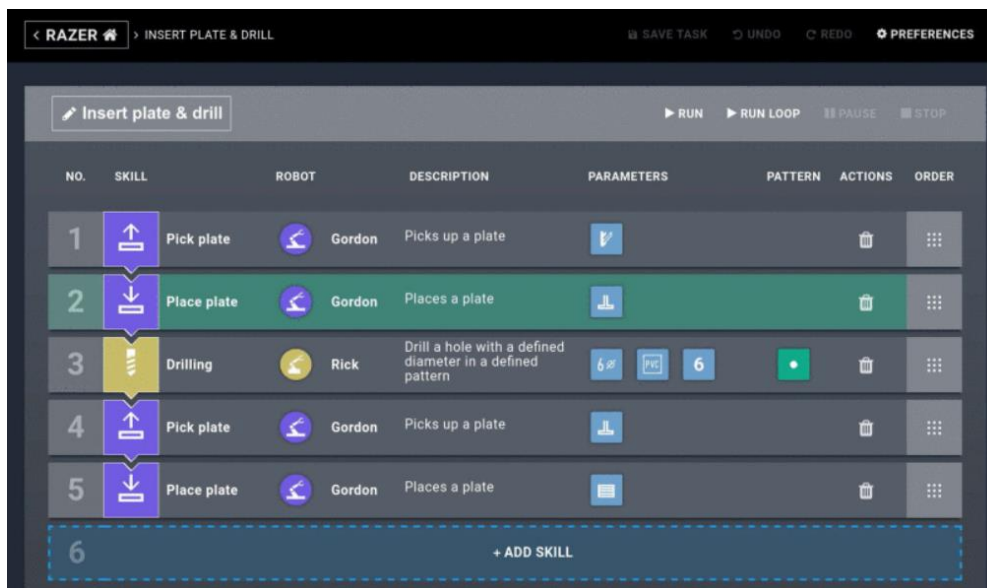 < RAZER > INSERT PLATE & DRILL SAVE TASK UNDO REDO PREFERENCES
Insert plate & drill RUN RUN LOOP PAUSE STOP
NO. SKILL ROBOT DESCRIPTION PARAMETERS PATTERN ACTIONS ORDER
1 Pick plate Gordon Picks up a plate
2 Place plate Gordon Places a plate
3 Drilling Rick Drill a hole with a defined
diameter in a defined
pattern
6 PVC 6
4 Pick plate Gordon Picks up a plate
5 Place plate Gordon Places a plate
6 + ADD SKILL